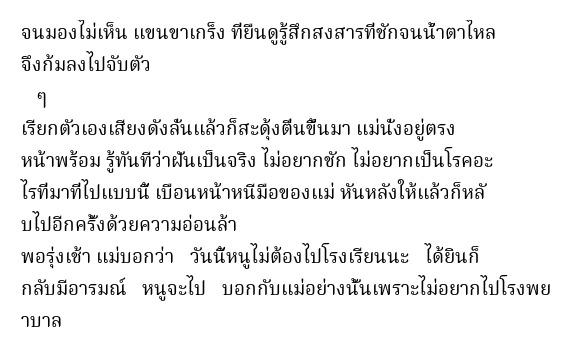 จนมองไม่เห็น แขนขาเกร็ง ที่ยืนดูรู้สึกสงสารที่ชักจนน้ำตาไหล
จึงก้มลงไปจับตัว
ๆ
เรียกตัวเองเสียงดังลั่นแล้วก็สะดุ้งตื่นขึ้นมา แม่นั่งอยู่ตรง
หน้าพร้อม รู้ทันทีว่าฝันเป็นจริง ไม่อยากชัก ไม่อยากเป็นโรคอะ
ไรที่มาที่ไปแบบนี้ เบือนหน้าหนีมือของแม่ หันหลังให้แล้วก็หลั
บไปอีกครั้งด้วยความอ่อนล้า
พอรุ่งเช้า แม่บอกว่า   วันนี้หนูไม่ต้องไปโรงเรียนนะ   ได้ยินก็
กลับมีอารมณ์   หนูจะไป   บอกกับแม่อย่างนั้นเพราะไม่อยากไปโรงพย
าบาล